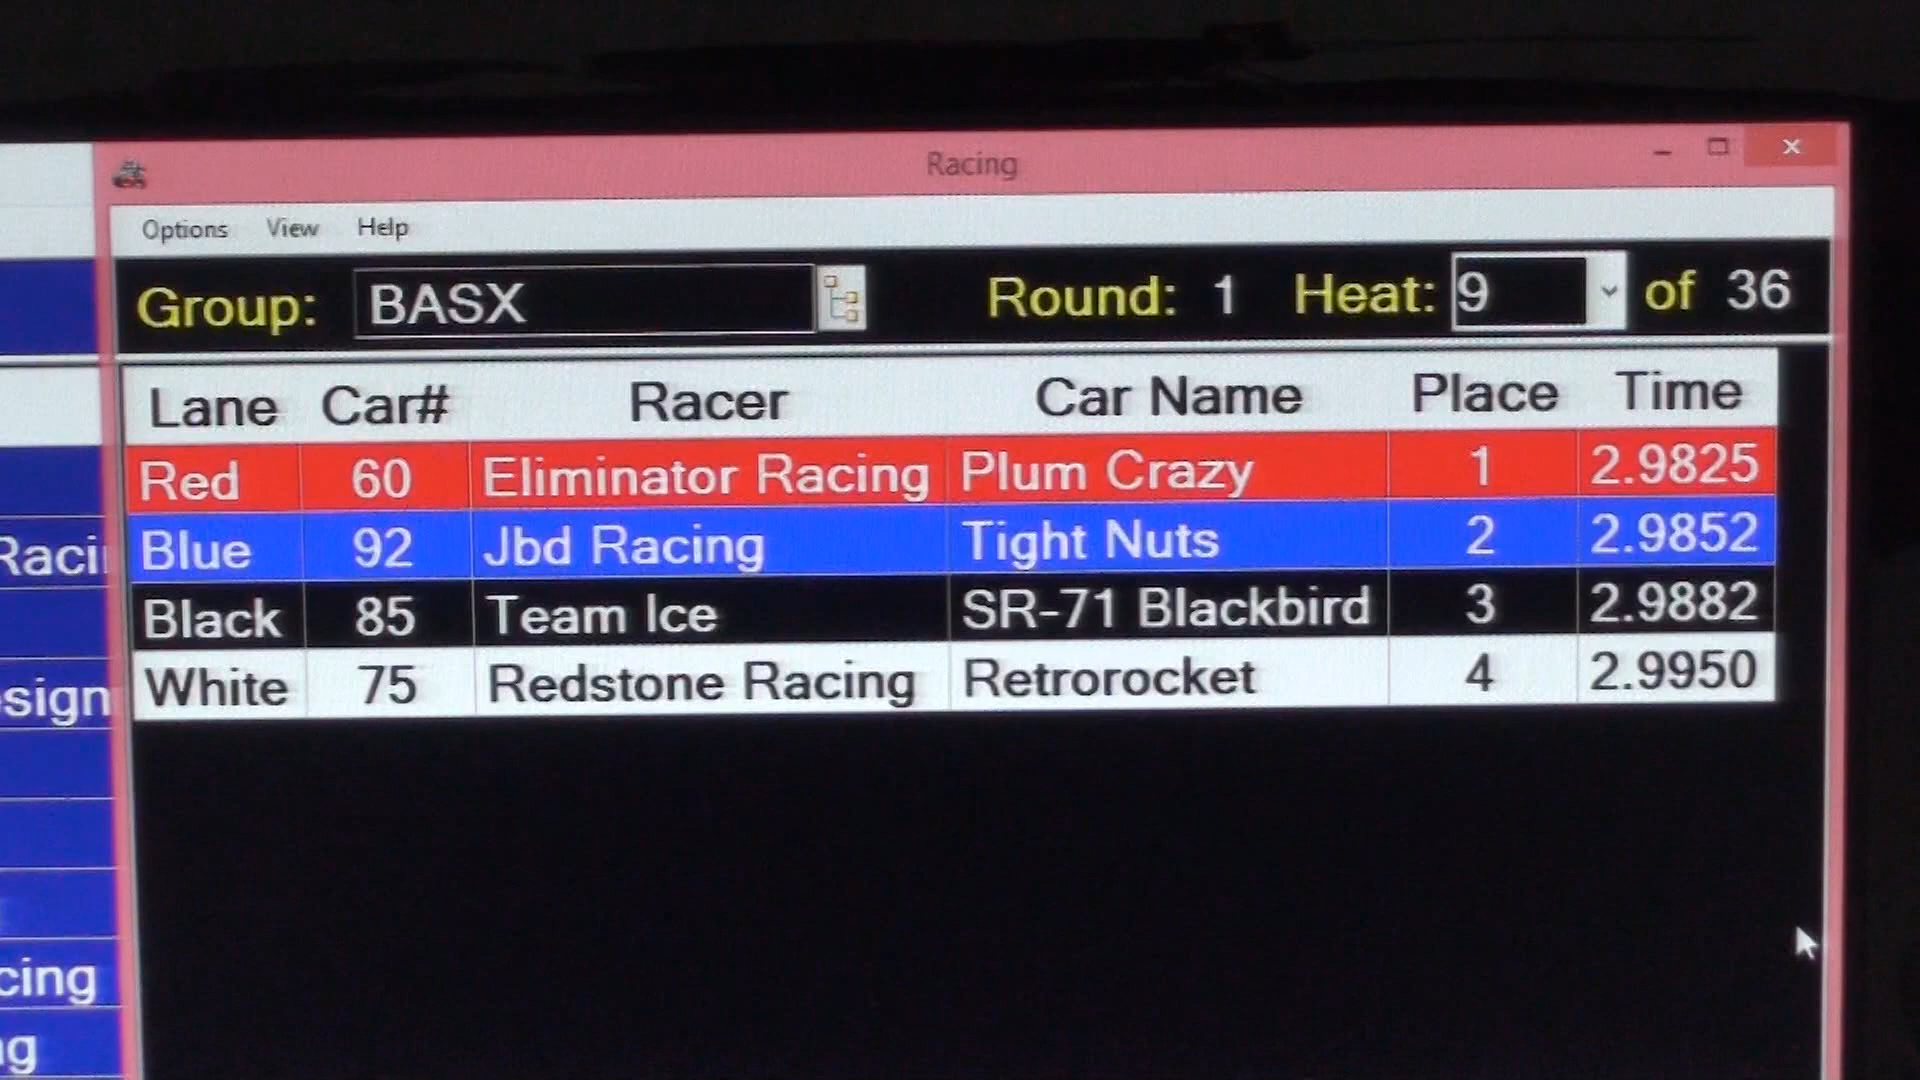 Racing
Options View Help
Group: BASX Round: 1 Heat: 9 of 36
Lane Car# Racer Car Name Place Time
Red 60 Eliminator Racing Plum Crazy 1 2.9825
Blue 92 Jbd Racing Tight Nuts 2 2.9852
Black 85 Team Ice SR-71 Blackbird 3 2.9882
White 75 Redstone Racing Retrorocket 4 2.9950